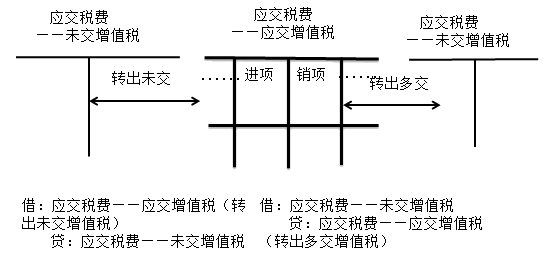 应交税费
——未交增值税
应交税费
——应交增值税
应交税费
——未交增值税
转出未交
……进项
销项……
转出多交
借：应交税费——应交增值税（转
出未交增值税）
贷：应交税费——未交增值税
借：应交税费——未交增值税
贷：应交税费——应交增值税
（转出多交增值税）